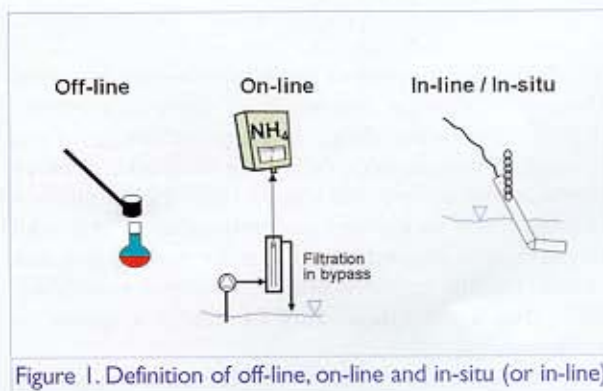 Off-line
On-line
In-line / In-situ
NH4
Filtration
in bypass
Figure 1. Definition of off-line, on-line and in-situ (or in-line)